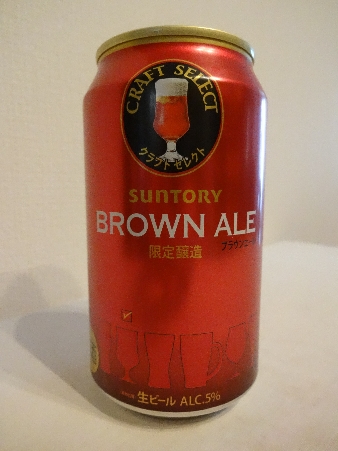 CRAFT SELECT
クラフトセレクト
SUNTORY
BROWN ALE
ブラウンエール
限定醸造
生ビール ALC.5%